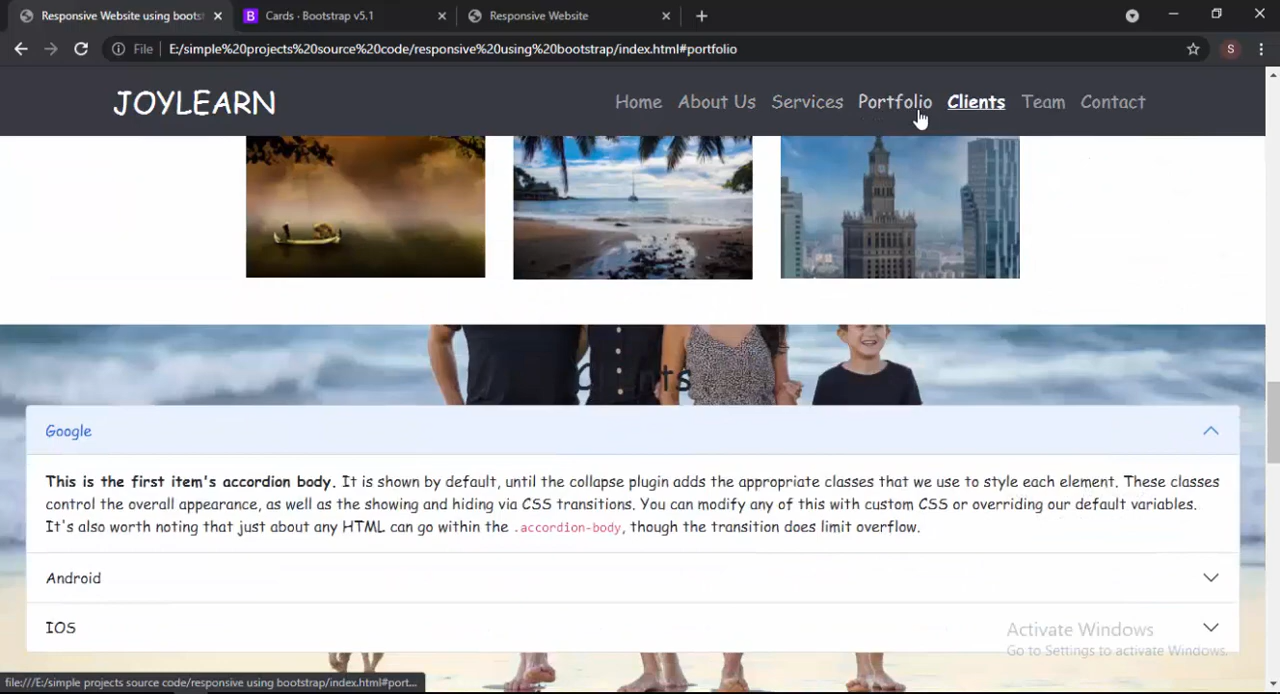 Responsive Website using boots
Cards · Bootstrap v5.1
Responsive Website
File
E:/simple%20projects%20source%20code/responsive%20using%20bootstrap/index.html#portfolio
S
JOYLEARN
Home About Us Services Portfolio Clients Team Contact
Clients
Google
This is the first item's accordion body. It is shown by default, until the collapse plugin adds the appropriate classes that we use to style each element. These classes
control the overall appearance, as well as the showing and hiding via CSS transitions. You can modify any of this with custom CSS or overriding our default variables.
It's also worth noting that just about any HTML can go within the .accordion-body, though the transition does limit overflow.
Android
IOS
Activate Windows
Go to Settings to activate Windows.
file:///E:/simple projects source code/responsive using bootstrap/index.html#port...